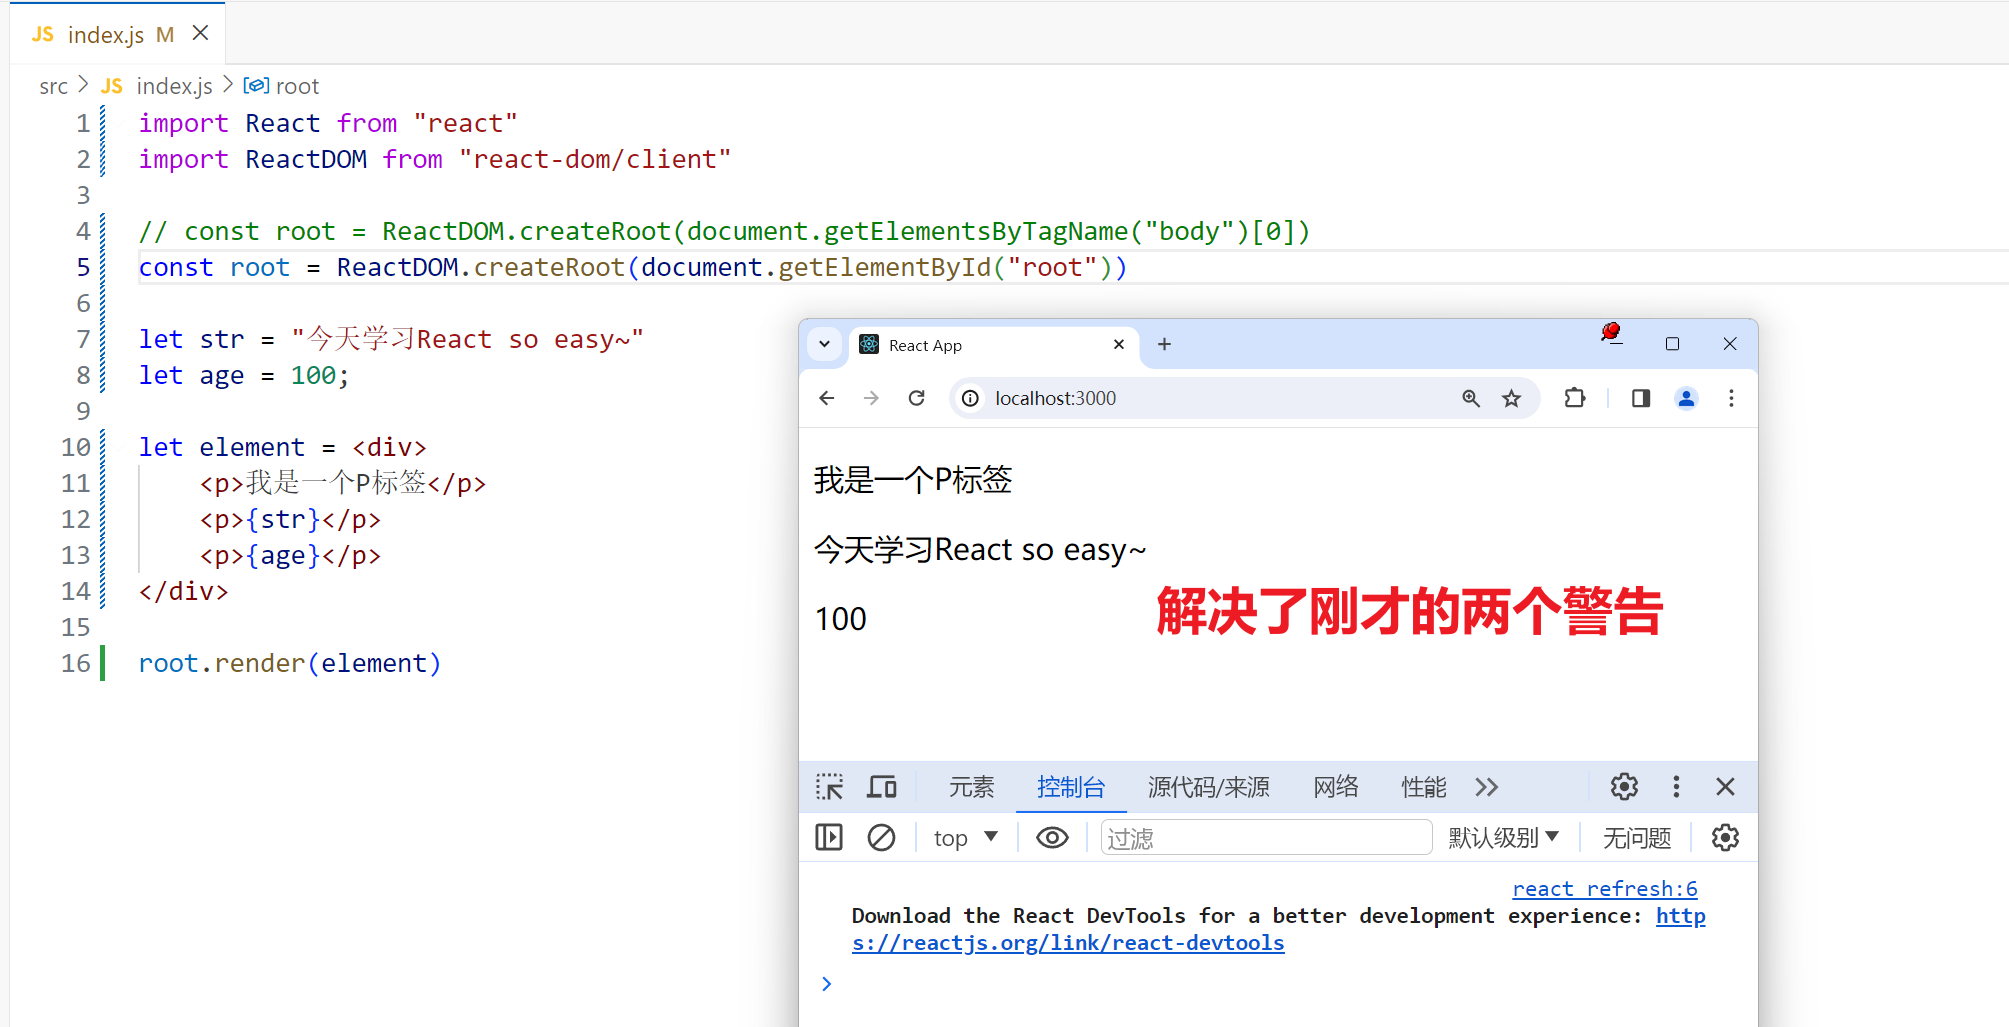 JS index.js M
src > JS index.js > root
1 import React from "react"
2 import ReactDOM from "react-dom/client"
3
4 // const root = ReactDOM.createRoot(document.getElementsByTagName("body")[0])
5 const root = ReactDOM.createRoot(document.getElementById("root"))
6
7 let str = "今天学习React so easy~"
8 let age = 100;
9
10 let element = <div>
11 <p>我是一个P标签</p>
12 <p>{str}</p>
13 <p>{age}</p>
14 </div>
15
16 root.render(element)
React App
localhost:3000
我是一个P标签
今天学习React so easy~
100
解决了刚才的两个警告
元素 控制台 源代码/来源 网络 性能
top 过滤 默认级别 无问题
react refresh:6
Download the React DevTools for a better development experience: http
s://reactjs.org/link/react-devtools